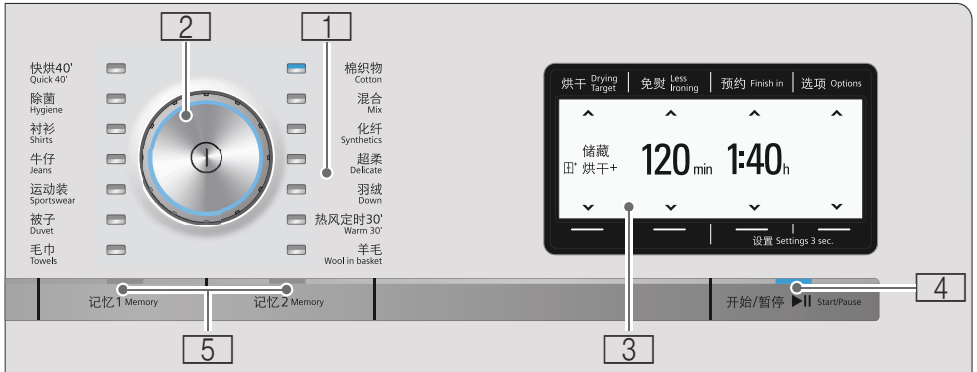 2
1
快烘40'
Quick 40'
除菌
Hygiene
衬衫
Shirts
牛仔
Jeans
运动装
Sportswear
被子
Duvet
毛巾
Towels
棉织物
Cotton
混合
Mix
化纤
Synthetics
超柔
Delicate
羽绒
Down
热风定时30'
Warm 30'
羊毛
Wool in basket
烘干 Drying Target
免熨 Less Ironing
预约 Finish in
选项 Options
储藏
烘干+
120 min
1:40 h
设置 Settings 3 sec.
记忆1 Memory
记忆2 Memory
开始/暂停 Start/Pause
4
5
3